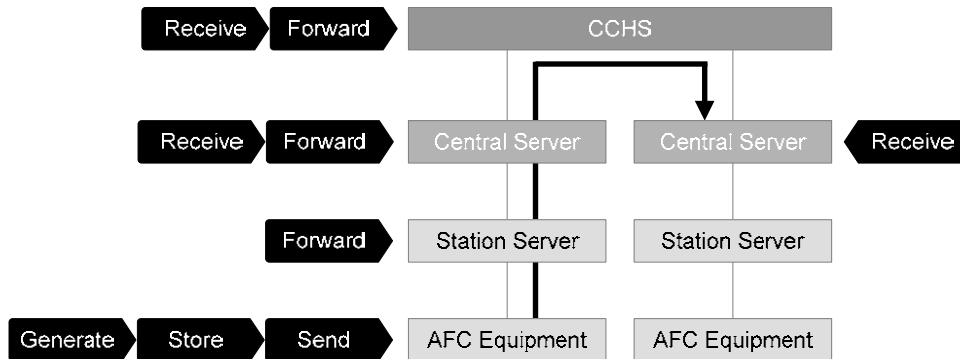 Receive Forward CCHS
Receive Forward Central Server Central Server Receive
Forward Station Server Station Server
Generate Store Send AFC Equipment AFC Equipment